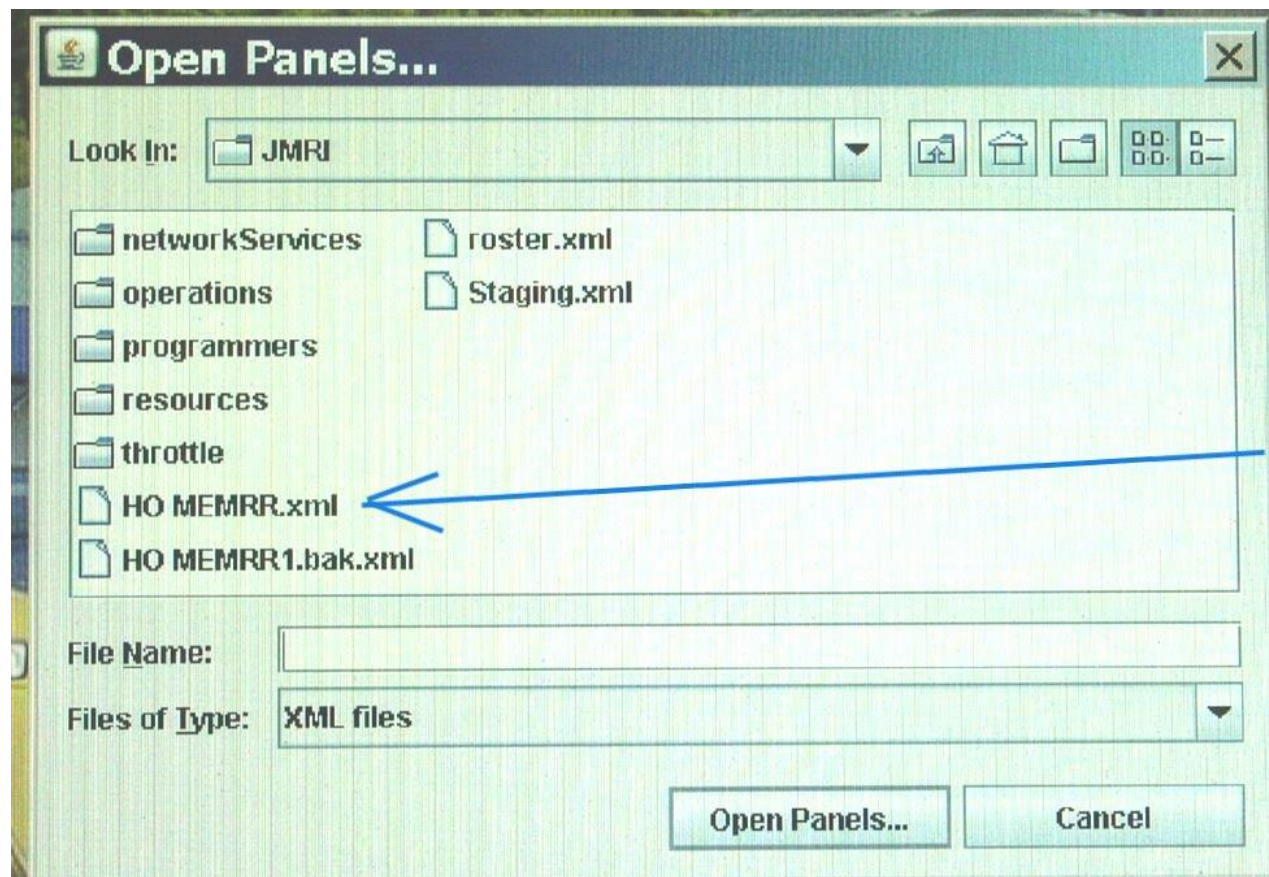 Open Panels...
Look In: JMRI
networkServices
operations
programmers
resources
throttle
HO MEMRR.xml
HO MEMRR1.bak.xml
roster.xml
Staging.xml
File Name:
Files of Type: XML files
Open Panels... Cancel